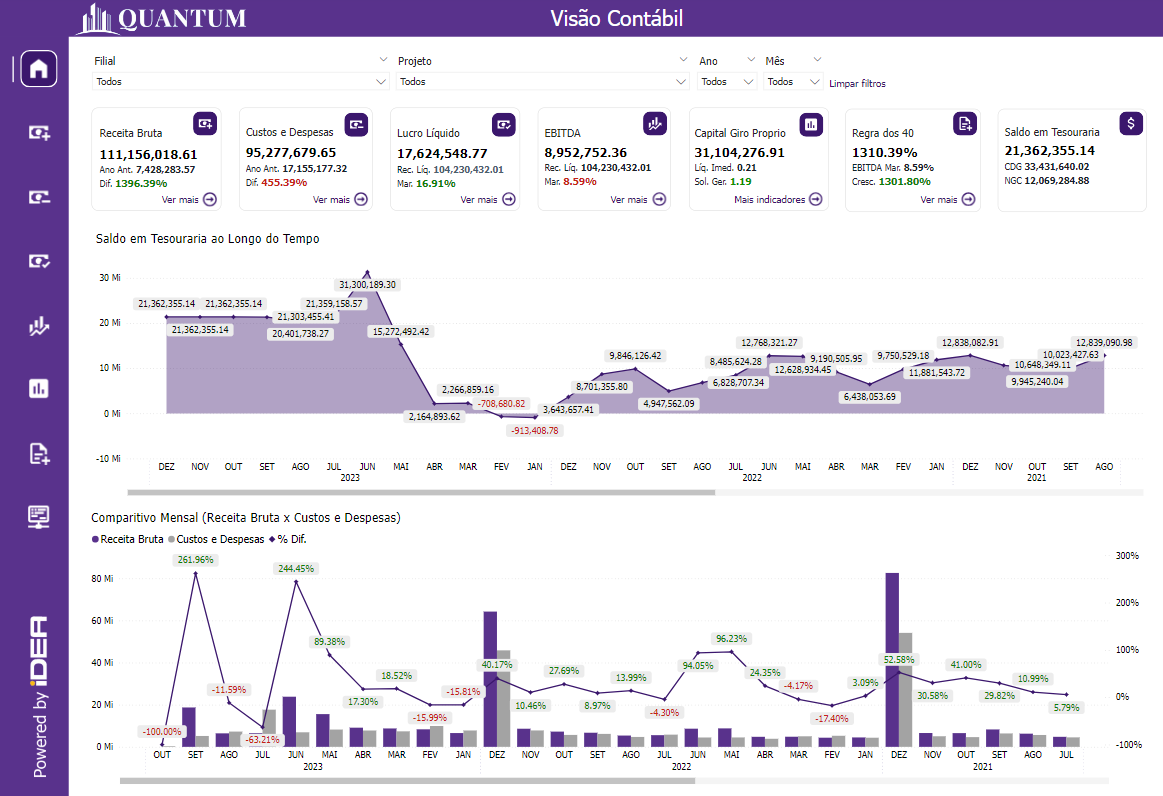 QUANTUM
Visão Contábil
Filial
Projeto
Ano
Mês
Todos
Todos
Todos
Todos
Limpar filtros
Receita Bruta
111,156,018.61
Ano Ant. 7,428,283.57
Dif. 1396.39%
Ver mais
Custos e Despesas
95,277,679.65
Ano Ant. 17,155,177.32
Dif. 455.39%
Ver mais
Lucro Líquido
17,624,548.77
Rec. Líq. 104,230,432.01
Mar. 16.91%
Ver mais
EBITDA
8,952,752.36
Rec. Líq. 104,230,432.01
Mar. 8.59%
Ver mais
Capital Giro Proprio
31,104,276.91
Líq. Imed. 0.21
Sol. Ger. 1.19
Mais indicadores
Regra dos 40
1310.39%
EBITDA Mar. 8.59%
Cresc. 1301.80%
Ver mais
$
Saldo em Tesouraria
21,362,355.14
CDG 33,431,640.02
NGC 12,069,284.88
Saldo em Tesouraria ao Longo do Tempo
30 Mi
20 Mi
10 Mi
0 Mi
-10 Mi
21,362,355.14
21,362,355.14
21,362,355.14
20,401,738.27
21,303,455.41
21,359,158.57
31,300,189.30
15,272,492.42
2,164,893.62
2,266,859.16
-708,680.82
-913,408.78
3,643,657.41
8,701,355.80
9,846,126.42
4,947,562.09
8,485,624.28
6,828,707.34
12,768,321.27
12,628,934.45
9,190,505.95
6,438,053.69
9,750,529.18
11,881,543.72
12,838,082.91
10,648,349.11
9,945,240.04
10,023,427.63
12,839,090.98
DEZ NOV OUT SET AGO JUL JUN MAI ABR MAR FEV JAN DEZ NOV OUT SET AGO JUL JUN MAI ABR MAR FEV JAN DEZ NOV OUT SET AGO
2023 2022 2021
Comparitivo Mensal (Receita Bruta x Custos e Despesas)
Receita Bruta Custos e Despesas % Dif.
80 Mi
60 Mi
40 Mi
20 Mi
0 Mi
300%
200%
100%
0%
-100%
-100.00%
261.96%
-11.59%
-63.21%
244.45%
89.38%
17.30%
18.52%
-15.99%
-15.81%
40.17%
10.46%
27.69%
8.97%
13.99%
-4.30%
94.05%
96.23%
24.35%
-4.17%
-17.40%
3.09%
52.58%
30.58%
41.00%
29.82%
10.99%
5.79%
OUT SET AGO JUL JUN MAI ABR MAR FEV JAN DEZ NOV OUT SET AGO JUL JUN MAI ABR MAR FEV JAN DEZ NOV OUT SET AGO JUL
2023 2022 2021
Powered by iDEA